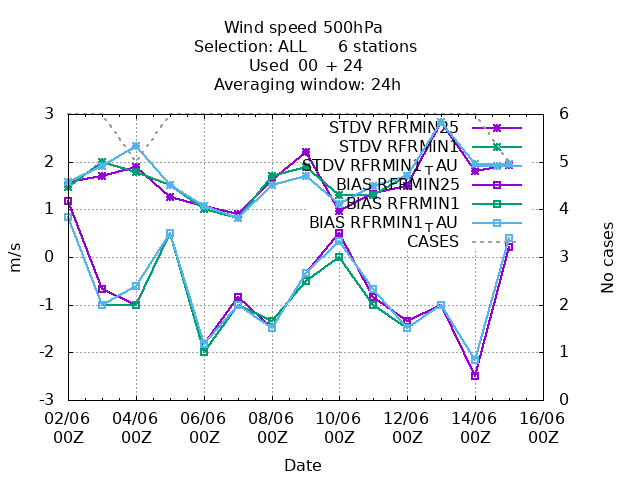 Wind speed 500hPa
Selection: ALL 6 stations
Used 00 + 24
Averaging window: 24h
3
2
1
0
-1
-2
-3
m/s
6
5
4
3
2
1
0
No cases
STDV RFRMIN25
STDV RFRMIN1
STDV RFRMIN1TAU
BIAS RFRMIN25
BIAS RFRMIN1
BIAS RFRMIN1TAU
CASES
02/06 04/06 06/06 08/06 10/06 12/06 14/06 16/06
00Z 00Z 00Z 00Z 00Z 00Z 00Z 00Z
Date